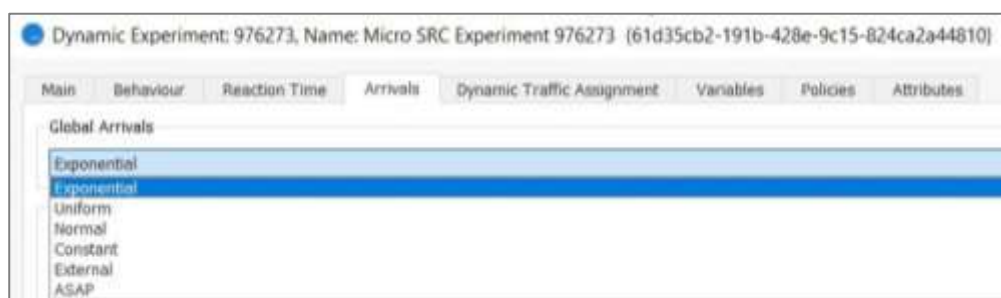 Dynamic Experiment: 976273, Name: Micro SRC Experiment 976273 {61d35cb2-191b-428e-9c15-824ca2a44810}
Main Behaviour Reaction Time Arrivals Dynamic Traffic Assignment Variables Policies Attributes
Global Arrivals
Exponential
Exponential
Uniform
Normal
Constant
External
ASAP